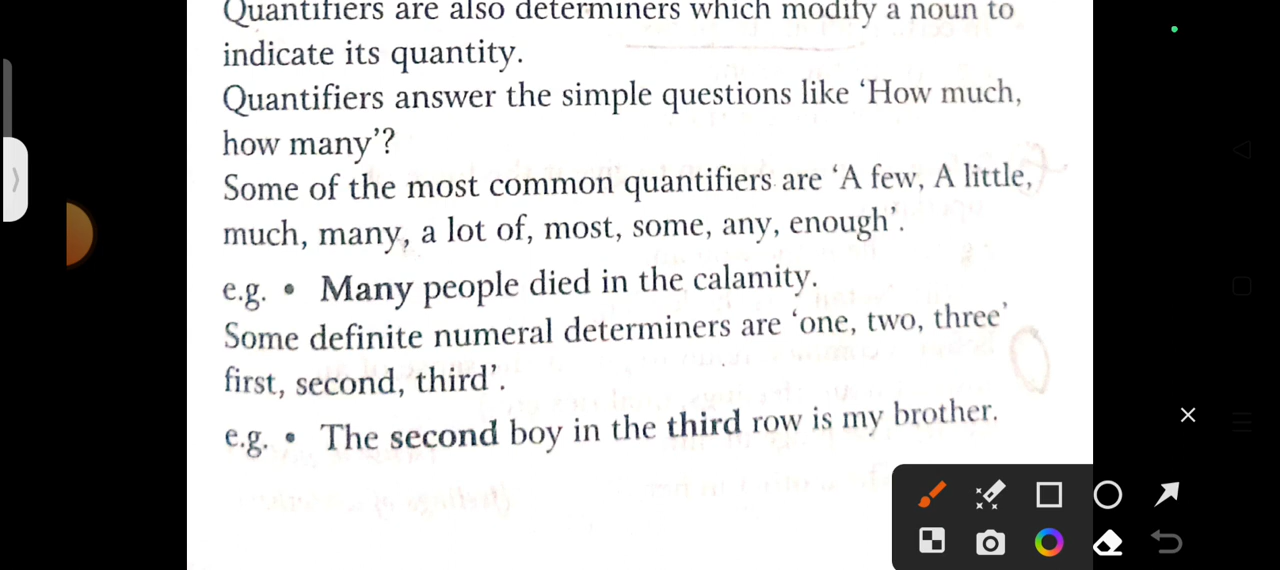 Quantifiers are also determiners which modify a noun to
indicate its quantity.
Quantifiers answer the simple questions like 'How much,
how many'?
Some of the most common quantifiers are 'A few, A little,
much, many, a lot of, most, some, any, enough'.
e.g. • Many people died in the calamity.
Some definite numeral determiners are 'one, two, three'
first, second, third'.
e.g. • The second boy in the third row is my brother.